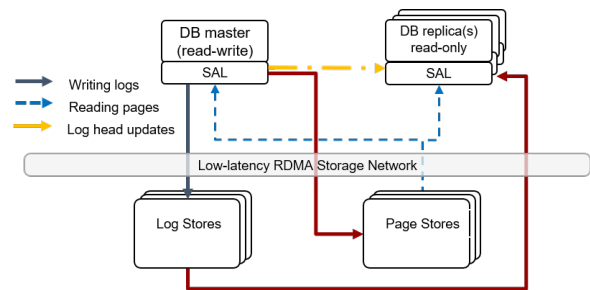 DB master
(read-write)
SAL
DB replica(s)
read-only
SAL
Writing logs
Reading pages
Log head updates
Low-latency RDMA Storage Network
Log Stores
Page Stores